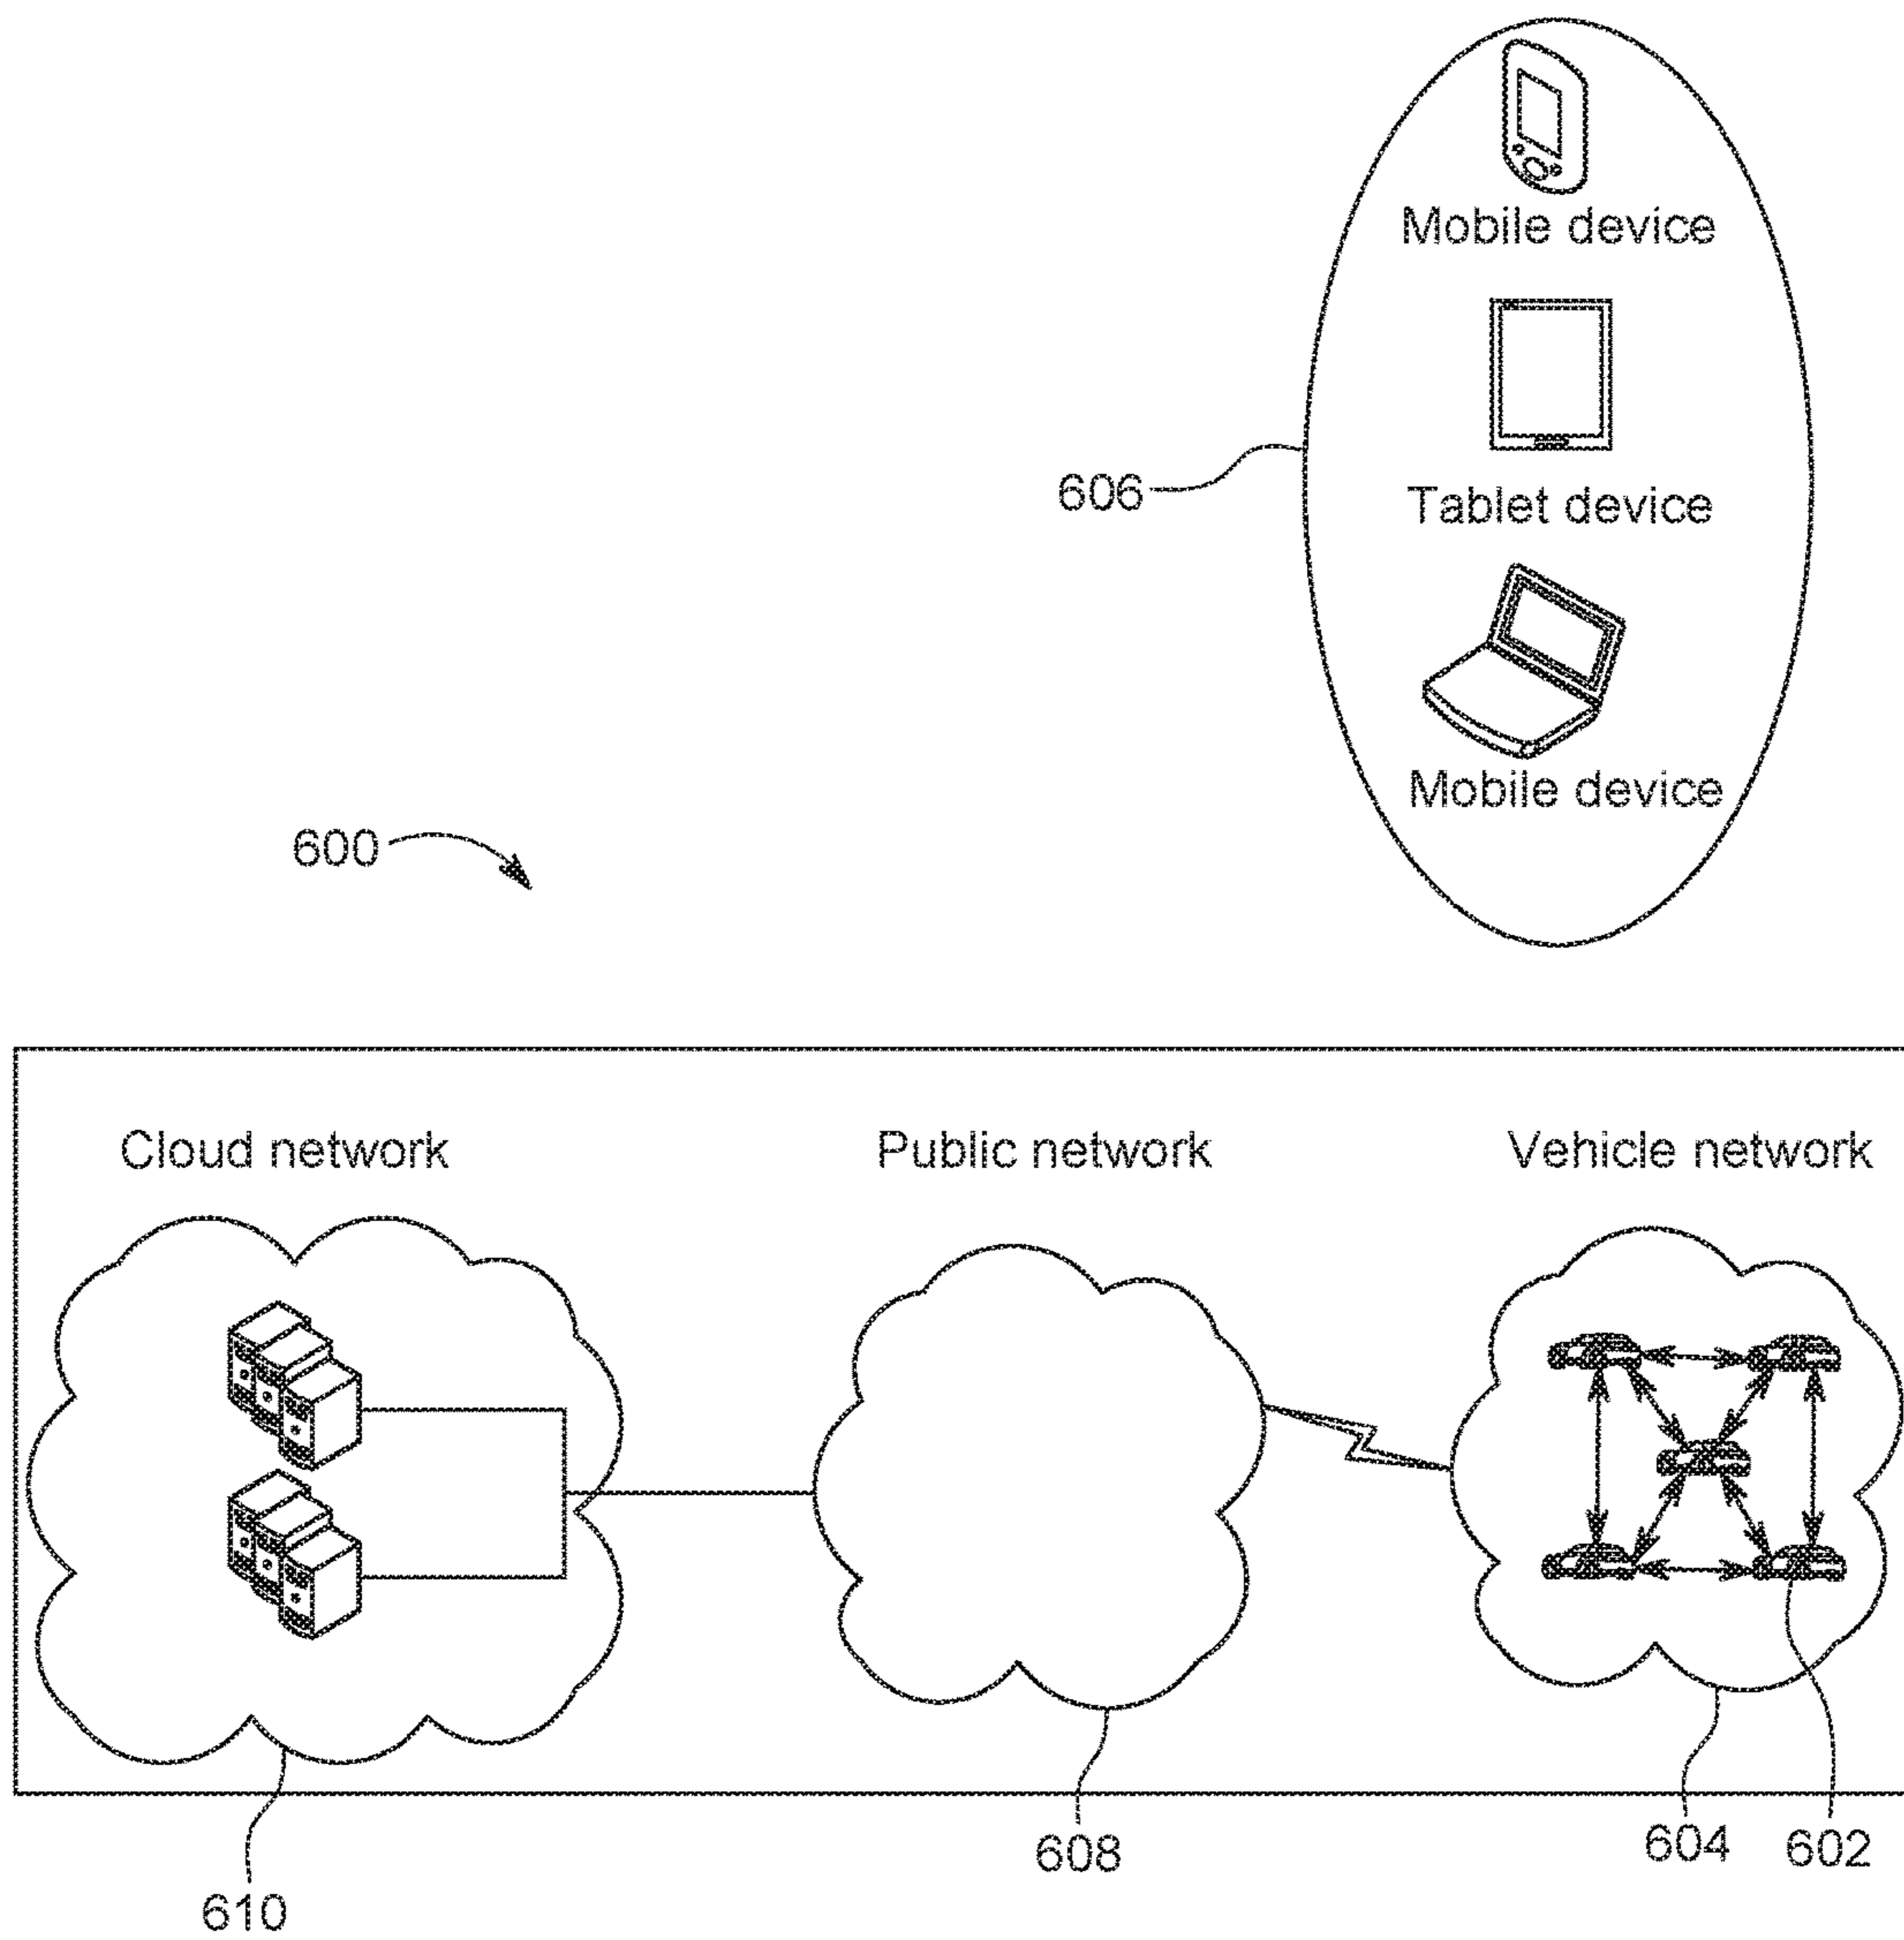 Mobile device
606
Tablet device
Mobile device
600
Cloud network
Public network
Vehicle network
610
608
604
602